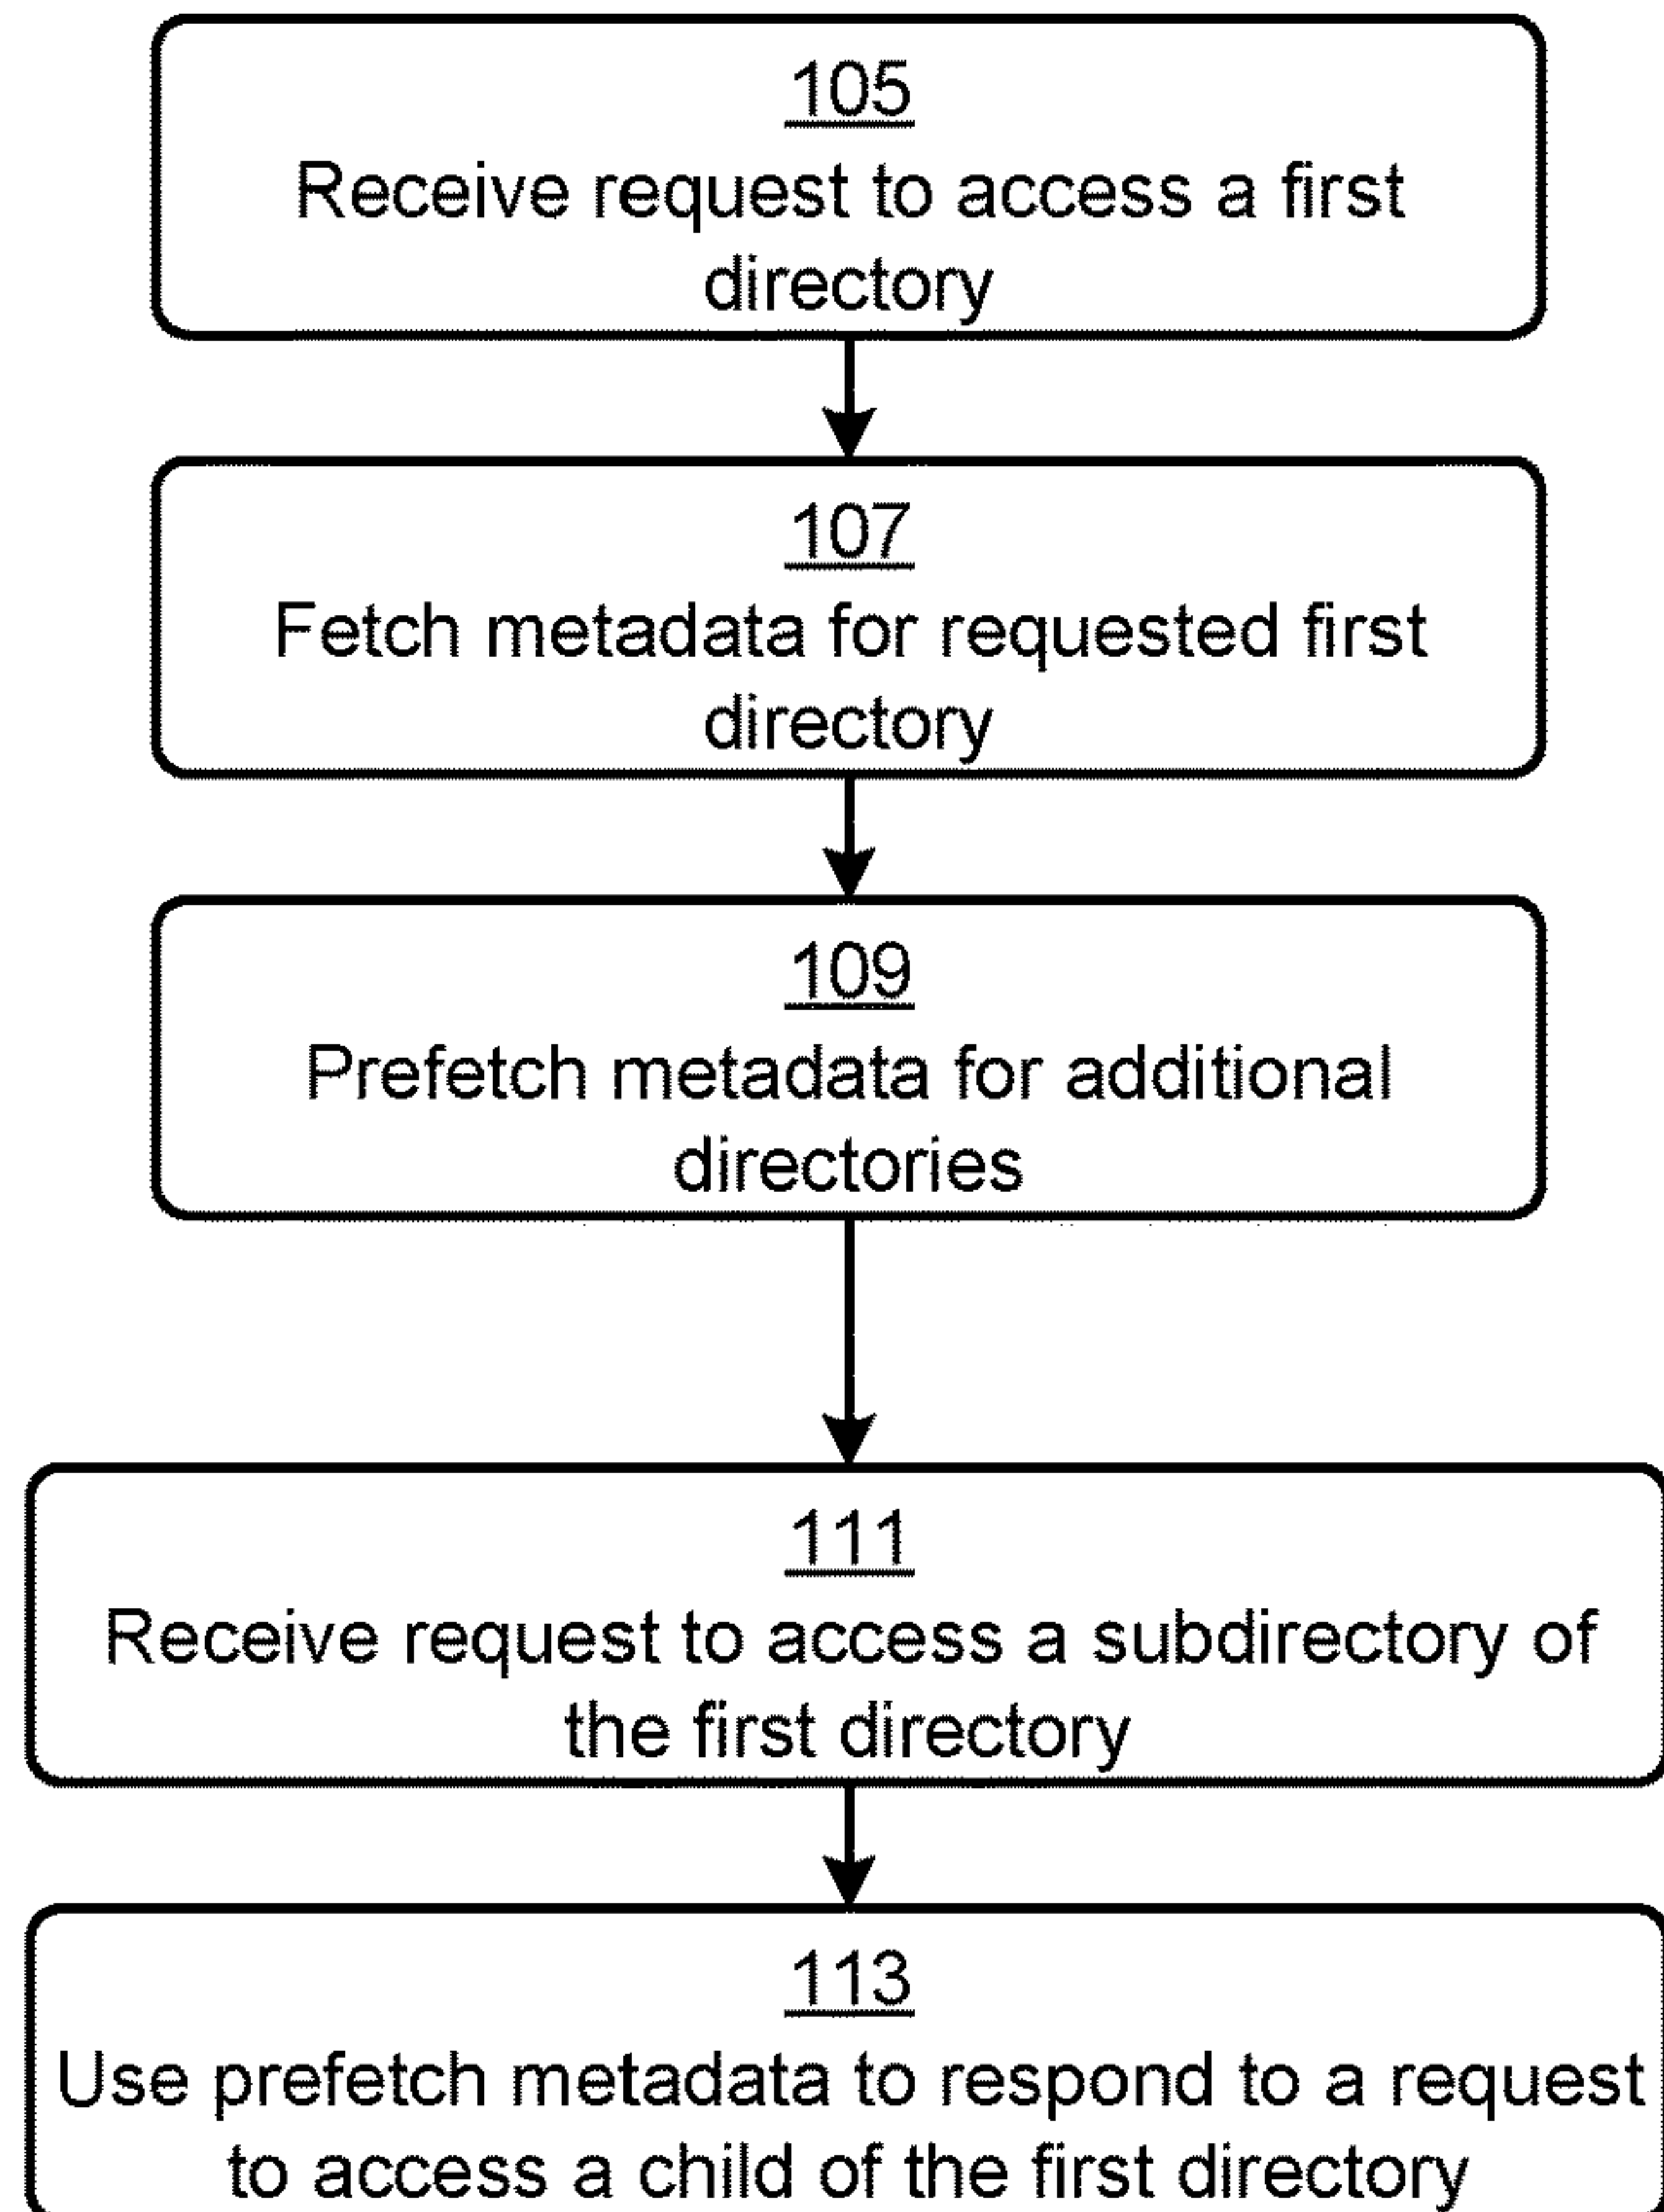 105
Receive request to access a first
directory
107
Fetch metadata for requested first
directory
109
Prefetch metadata for additional
directories
111
Receive request to access a subdirectory of
the first directory
113
Use prefetch metadata to respond to a request
to access a child of the first directory